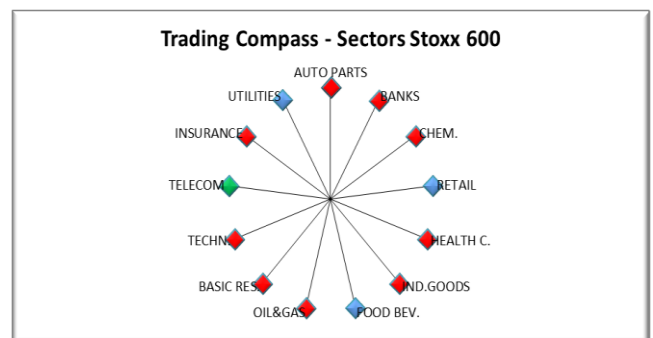 Trading Compass - Sectors Stoxx 600
AUTO PARTS
UTILITIES
BANKS
INSURANCE
CHEM.
TELECOM.
RETAIL
TECHN.
HEALTH C.
BASIC RES.
IND.GOODS
OIL&GAS
FOOD BEV.